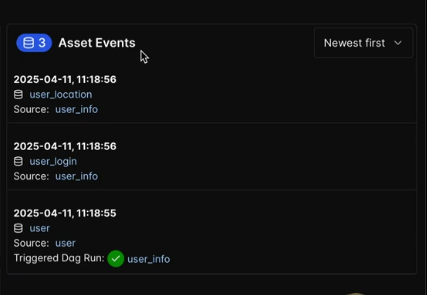 3 Asset Events
Newest first
2025-04-11, 11:18:56
user_location
Source: user_info
2025-04-11, 11:18:56
user_login
Source: user_info
2025-04-11, 11:18:55
user
Source: user
Triggered Dag Run: user_info